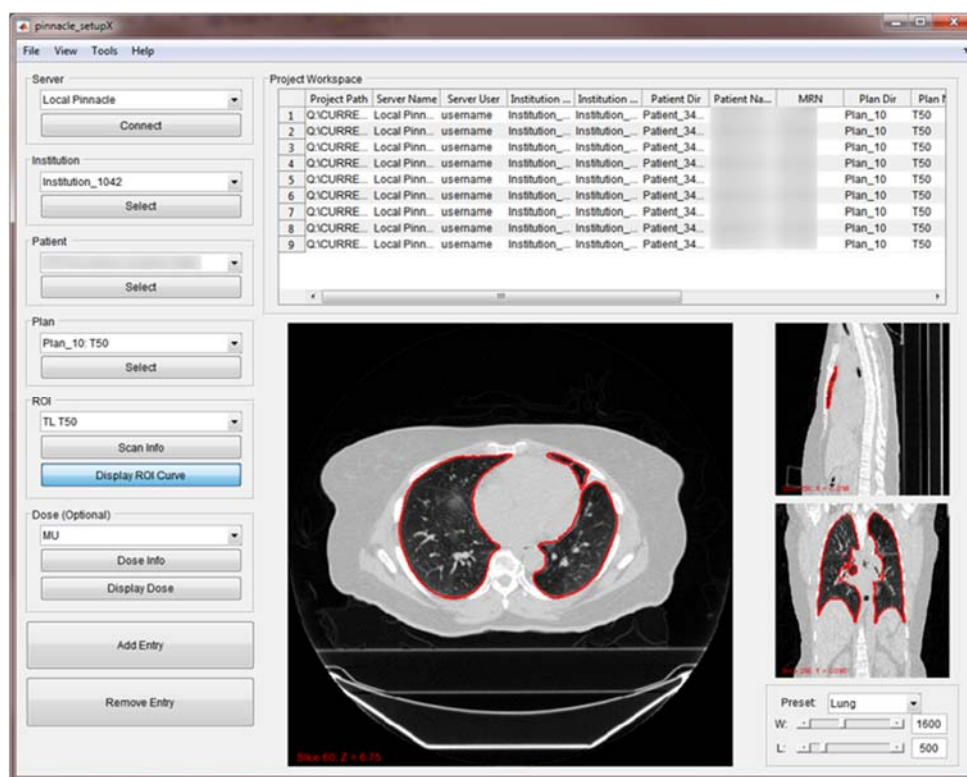 pinnacle_setupX
File View Tools Help
Server
Local Pinnacle
Connect
Institution
Institution_1042
Select
Patient
Select
Plan
Plan_10: T50
Select
ROI
TL T50
Scan Info
Display ROI Curve
Dose (Optional)
MU
Dose Info
Display Dose
Add Entry
Remove Entry
Project Workspace
Project Path Server Name Server User Institution ... Institution ... Patient Dir Patient Na... MRN Plan Dir Plan
1 Q:\CURRE... Local Pinn... username Institution_... Institution_... Patient_34... Plan_10 T50
2 Q:\CURRE... Local Pinn... username Institution_... Institution_... Patient_34... Plan_10 T50
3 Q:\CURRE... Local Pinn... username Institution_... Institution_... Patient_34... Plan_10 T50
4 Q:\CURRE... Local Pinn... username Institution_... Institution_... Patient_34... Plan_10 T50
5 Q:\CURRE... Local Pinn... username Institution_... Institution_... Patient_34... Plan_10 T50
6 Q:\CURRE... Local Pinn... username Institution_... Institution_... Patient_34... Plan_10 T50
7 Q:\CURRE... Local Pinn... username Institution_... Institution_... Patient_34... Plan_10 T50
8 Q:\CURRE... Local Pinn... username Institution_... Institution_... Patient_34... Plan_10 T50
9 Q:\CURRE... Local Pinn... username Institution_... Institution_... Patient_34... Plan_10 T50
Slice 60: Z = 6.75
Preset: Lung
W: 1600
L: 500